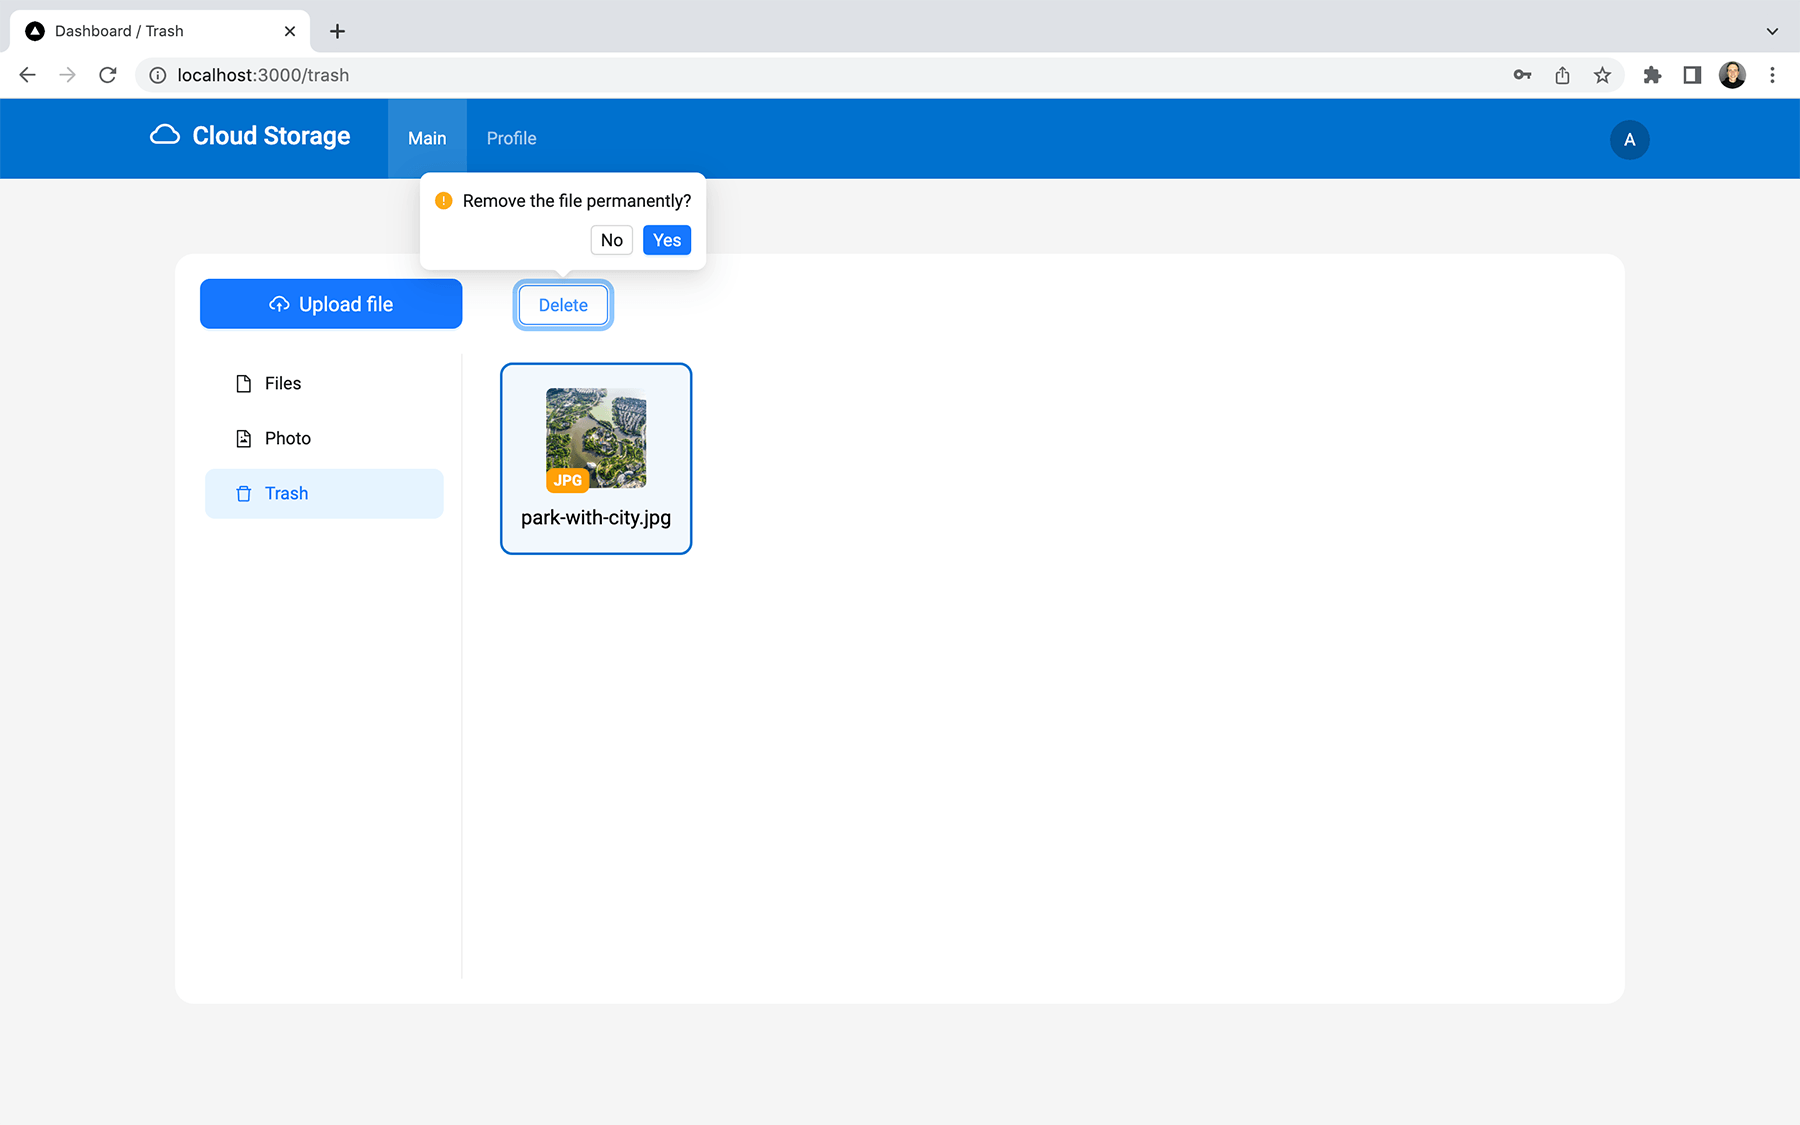 Dashboard / Trash
localhost:3000/trash
Cloud Storage
Main
Profile
A
Remove the file permanently?
No
Yes
Upload file
Delete
Files
Photo
Trash
JPG
park-with-city.jpg